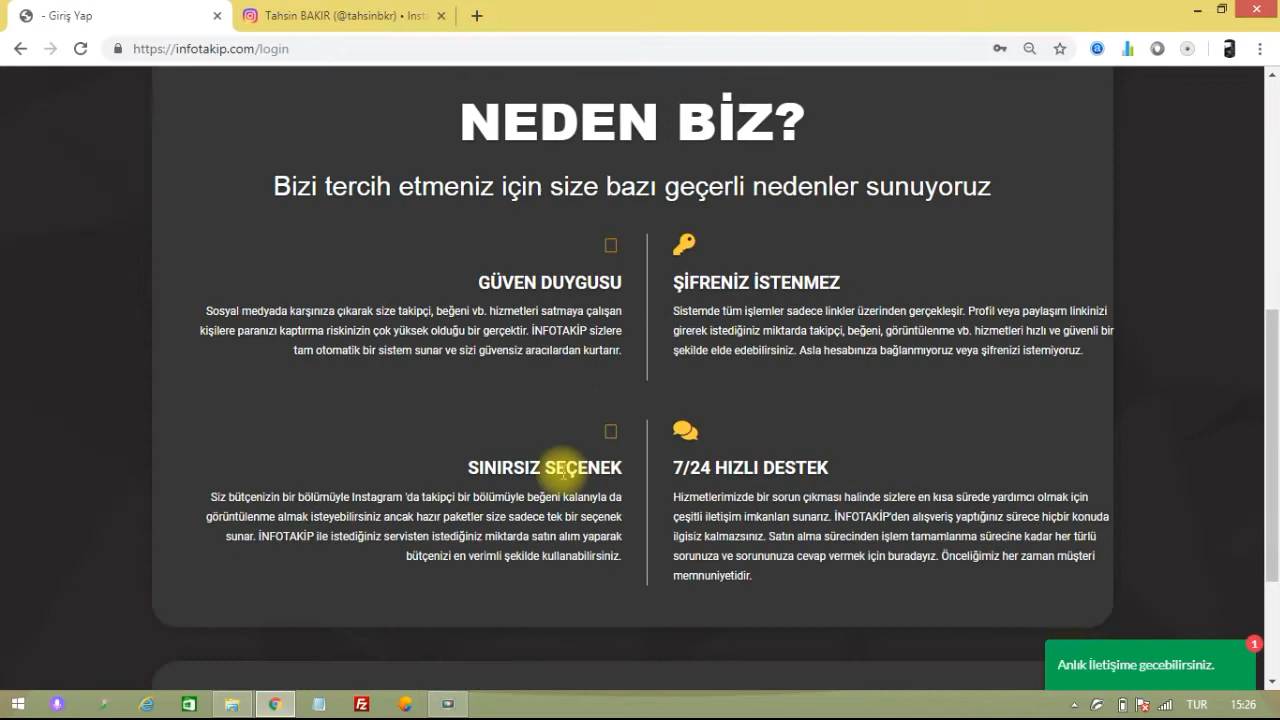 - Giriş Yap
Tahsin BAKIR (@tahsinbkr) • Inst
https://infotakip.com/login
NEDEN BİZ?
Bizi tercih etmeniz için size bazı geçerli nedenler sunuyoruz
GÜVEN DUYGUSU
Sosyal medyada karşınıza çıkarak size takipçi, beğeni vb. hizmetleri satmaya çalışan
kişilere paranızı kaptırma riskinizin çok yüksek olduğu bir gerçektir. İNFOTAKİP sizlere
tam otomatik bir sistem sunar ve sizi güvensiz aracılardan kurtarır.
ŞİFRENİZ İSTENMEZ
Sistemde tüm işlemler sadece linkler üzerinden gerçekleşir. Profil veya paylaşım linkinizi
girerek istediğiniz miktarda takipçi, beğeni, görüntülenme vb. hizmetleri hızlı ve güvenli bir
şekilde elde edebilirsiniz. Asla hesabınıza bağlanmıyoruz veya şifrenizi istemiyoruz.
SINIRSIZ SEÇENEK
Siz bütçenizin bir bölümüyle Instagram 'da takipçi bir bölümüyle beğeni kalanıyla da
görüntülenme almak isteyebilirsiniz ancak hazır paketler size sadece tek bir seçenek
sunar. İNFOTAKİP ile istediğiniz servisten istediğiniz miktarda satın alım yaparak
bütçenizi en verimli şekilde kullanabilirsiniz.
7/24 HIZLI DESTEK
Hizmetlerimizde bir sorun çıkması halinde sizlere en kısa sürede yardımcı olmak için
çeşitli iletişim imkanları sunarız. İNFOTAKİP'den alışveriş yaptığınız sürece hiçbir konuda
ilgisiz kalmazsınız. Satın alma sürecinden işlem tamamlanma sürecine kadar her türlü
sorunuza ve sorununuza cevap vermek için buradayız. Önceliğimiz her zaman müşteri
memnuniyetidir.
1
Anlık İletişime gecebilirsiniz.
TUR
15:26